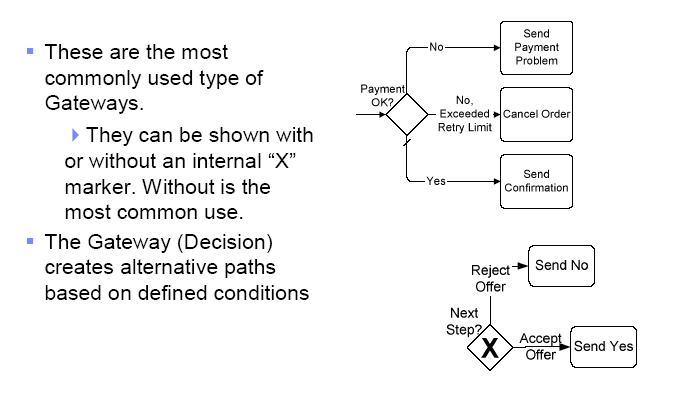 These are the most
commonly used type of
Gateways.
They can be shown with
or without an internal “X”
marker. Without is the
most common use.
The Gateway (Decision)
creates alternative paths
based on defined conditions
Payment
OK?
No
Send
Payment
Problem
No,
Exceeded
Retry Limit
Cancel Order
Yes
Send
Confirmation
Reject
Offer
Send No
Next
Step?
X
Accept
Offer
Send Yes